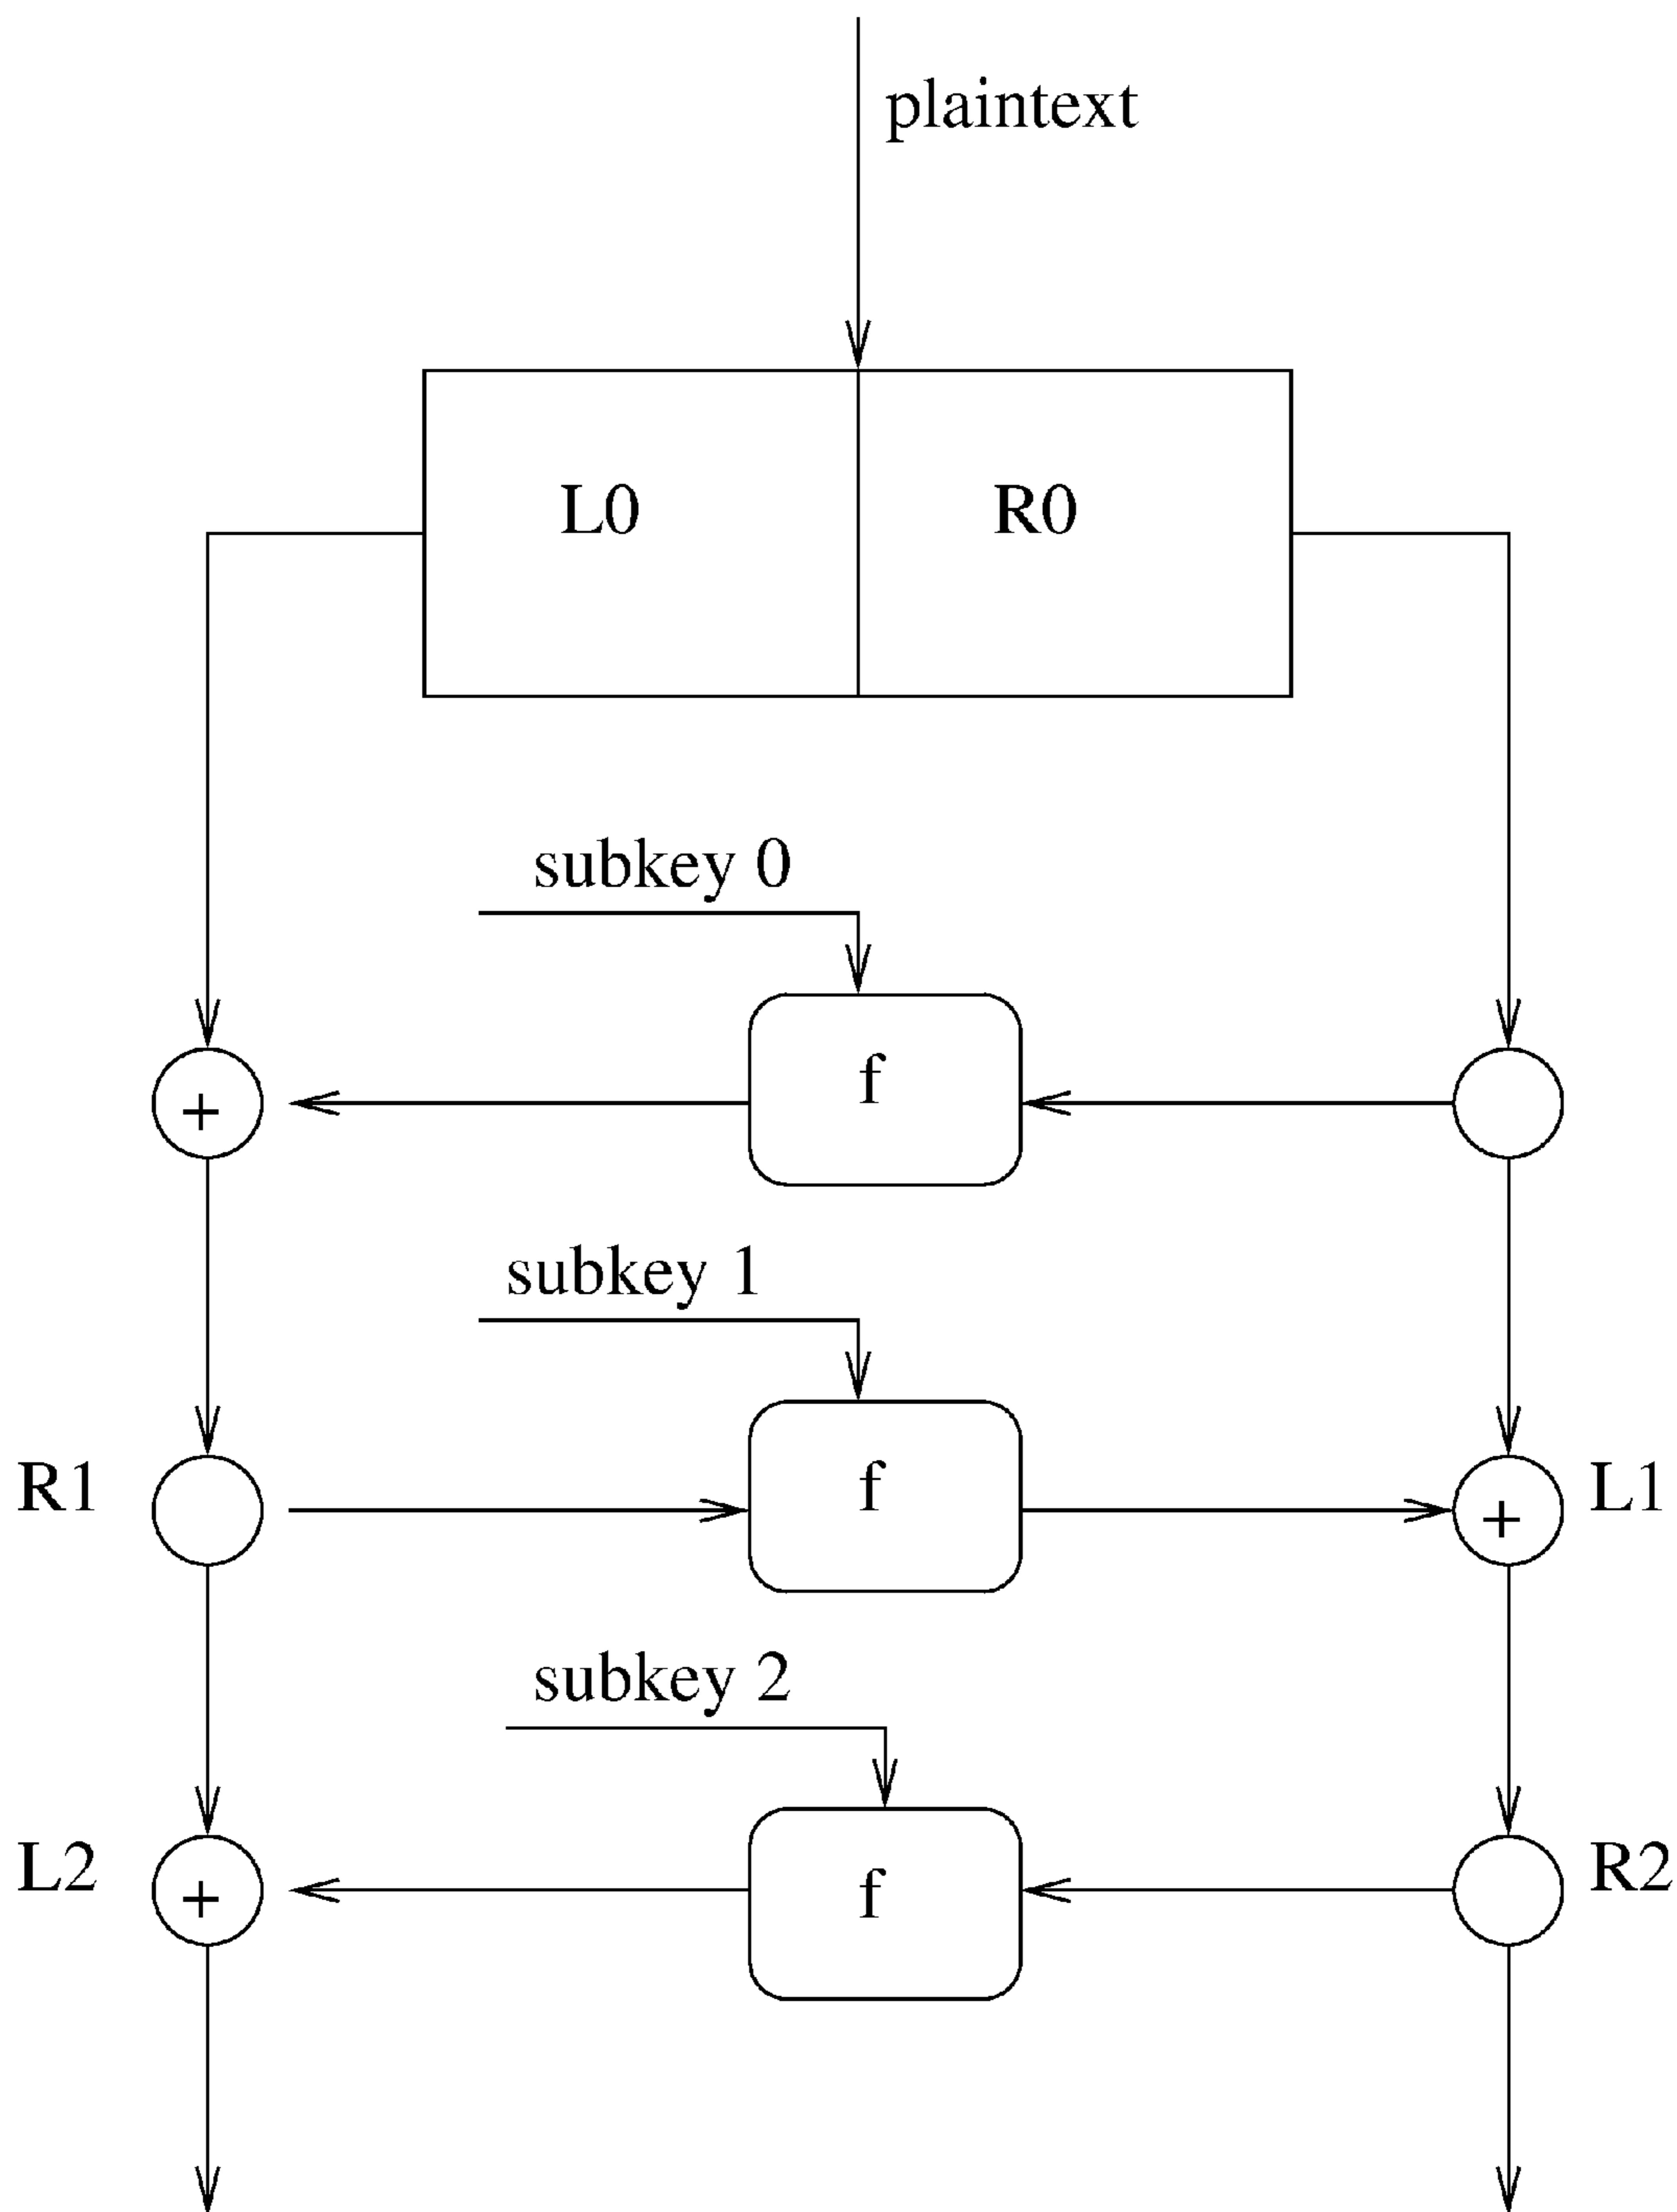 plaintext
L0 R0
subkey 0
+ f
subkey 1
R1 f + L1
subkey 2
L2 + f R2